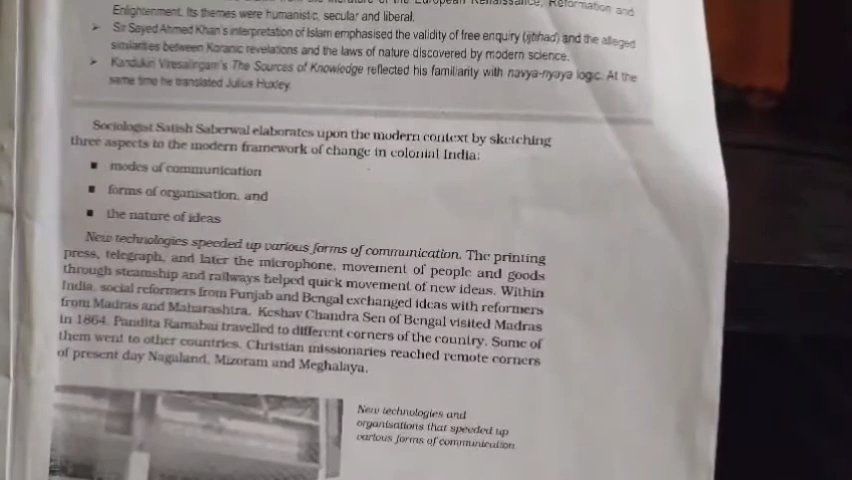 the literature of the European Renaissance, Reformation and
Enlightenment. Its themes were humanistic, secular and liberal.
➢ Sir Sayed Ahmed Khan's interpretation of Islam emphasised the validity of free enquiry (ijtihad) and the alleged
similarities between Koranic revelations and the laws of nature discovered by modern science.
➢ Kandukiri Viresalingam's The Sources of Knowledge reflected his familiarity with navya-nyaya logic. At the
same time he translated Julius Huxley.
Sociologist Satish Saberwal elaborates upon the modern context by sketching
three aspects to the modern framework of change in colonial India:
▪ modes of communication
▪ forms of organisation, and
▪ the nature of ideas
New technologies speeded up various forms of communication. The printing
press, telegraph, and later the microphone, movement of people and goods
through steamship and railways helped quick movement of new ideas. Within
India, social reformers from Punjab and Bengal exchanged ideas with reformers
from Madras and Maharashtra. Keshav Chandra Sen of Bengal visited Madras
in 1864. Pandita Ramabai travelled to different corners of the country. Some of
them went to other countries. Christian missionaries reached remote corners
of present day Nagaland, Mizoram and Meghalaya.
New technologies and
organisations that speeded up
various forms of communication